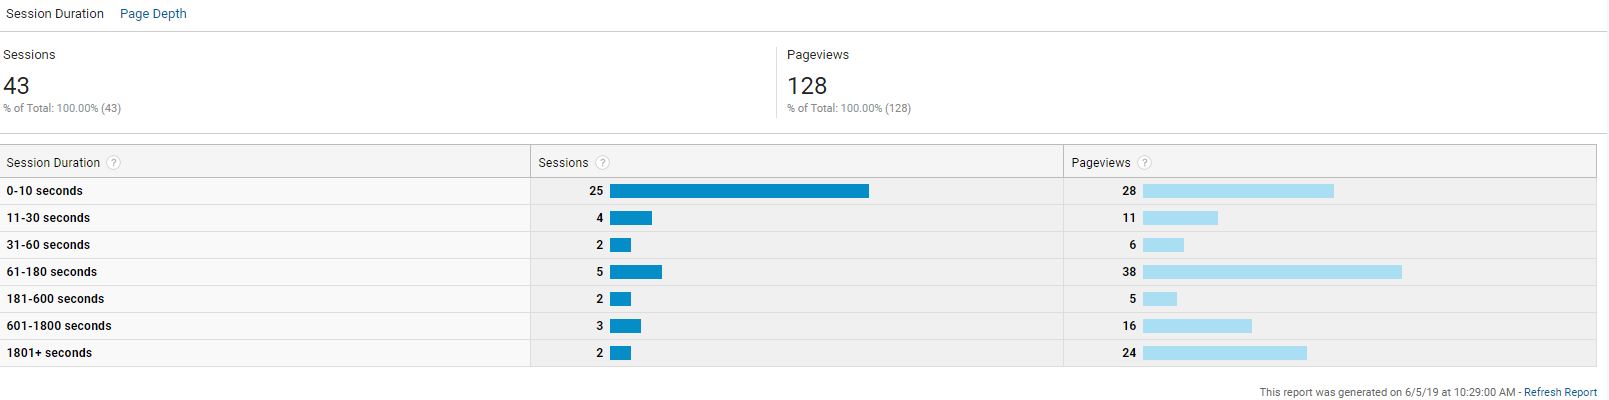 Session Duration Page Depth
Sessions Pageviews
43 128
% of Total: 100.00% (43) % of Total: 100.00% (128)
Session Duration ? Sessions ? Pageviews ?
0-10 seconds 25 28
11-30 seconds 4 11
31-60 seconds 2 6
61-180 seconds 5 38
181-600 seconds 2 5
601-1800 seconds 3 16
1801+ seconds 2 24
This report was generated on 6/5/19 at 10:29:00 AM - Refresh Report